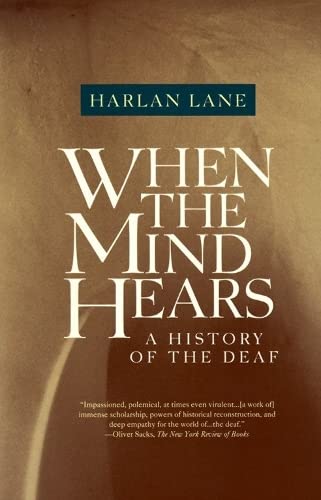 HARLAN LANE
WHEN
THE
MIND
HEARS
A HISTORY
OF THE DEAF
"Impassioned, polemical, at times even virulent...[a work of]
immense scholarship, powers of historical reconstruction, and
deep empathy for the world of...the deaf."
—Oliver Sacks, The New York Review of Books